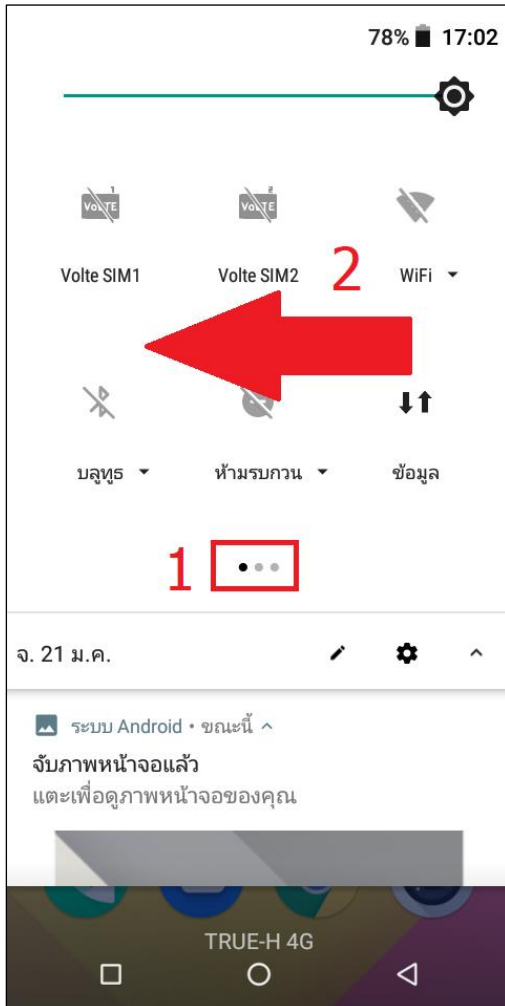 78% 17:02
VoLTE 1 VoLTE 2
Volte SIM1 Volte SIM2 2 WiFi
บลูทูธ ห้ามรบกวน ข้อมูล
1
จ. 21 ม.ค.
ระบบ Android • ขณะนี้
จับภาพหน้าจอแล้ว
แตะเพื่อดูภาพหน้าจอของคุณ
TRUE-H 4G